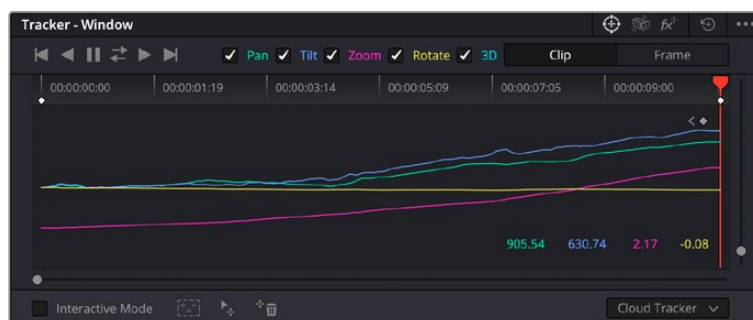 Tracker - Window
Pan Tilt Zoom Rotate 3D Clip Frame
00:00:00:00 00:00:01:19 00:00:03:14 00:00:05:09 00:00:07:05 00:00:09:00
905.54 630.74 2.17 -0.08
Interactive Mode Cloud Tracker